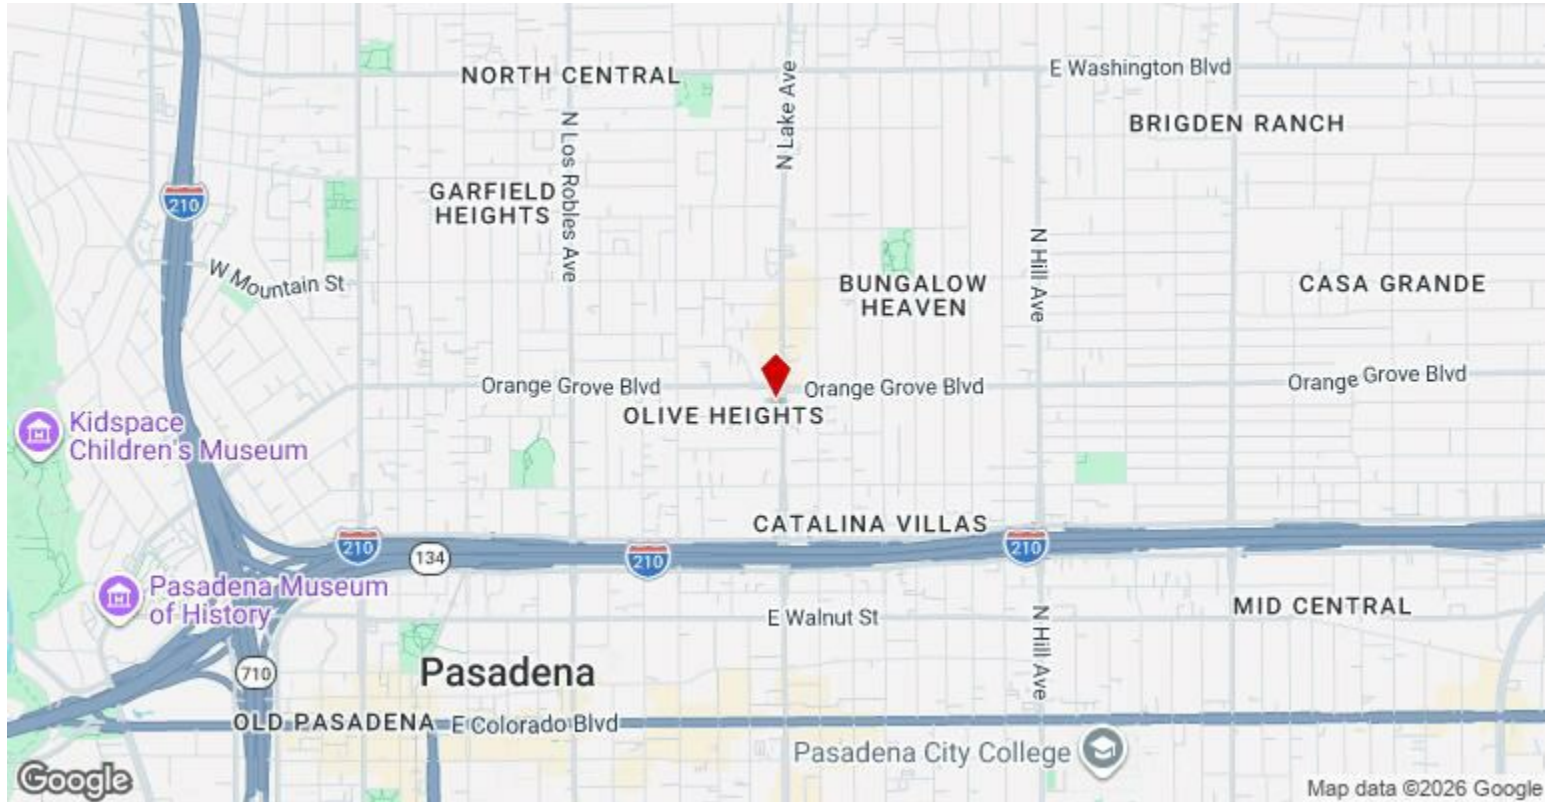 E Washington Blvd
NORTH CENTRAL
N Lake Ave
BRIGDEN RANCH
N Los Robles Ave
GARFIELD
HEIGHTS
210
W Mountain St
N Hill Ave
BUNGALOW
HEAVEN
CASA GRANDE
Orange Grove Blvd
Orange Grove Blvd
Orange Grove Blvd
OLIVE HEIGHTS
Kidspace
Children's Museum
CATALINA VILLAS
210
134
210
210
Pasadena Museum
of History
E Walnut St
MID CENTRAL
N Hill Ave
Pasadena
710
OLD PASADENA
E Colorado Blvd
Pasadena City College
Google
Map data ©2026 Google